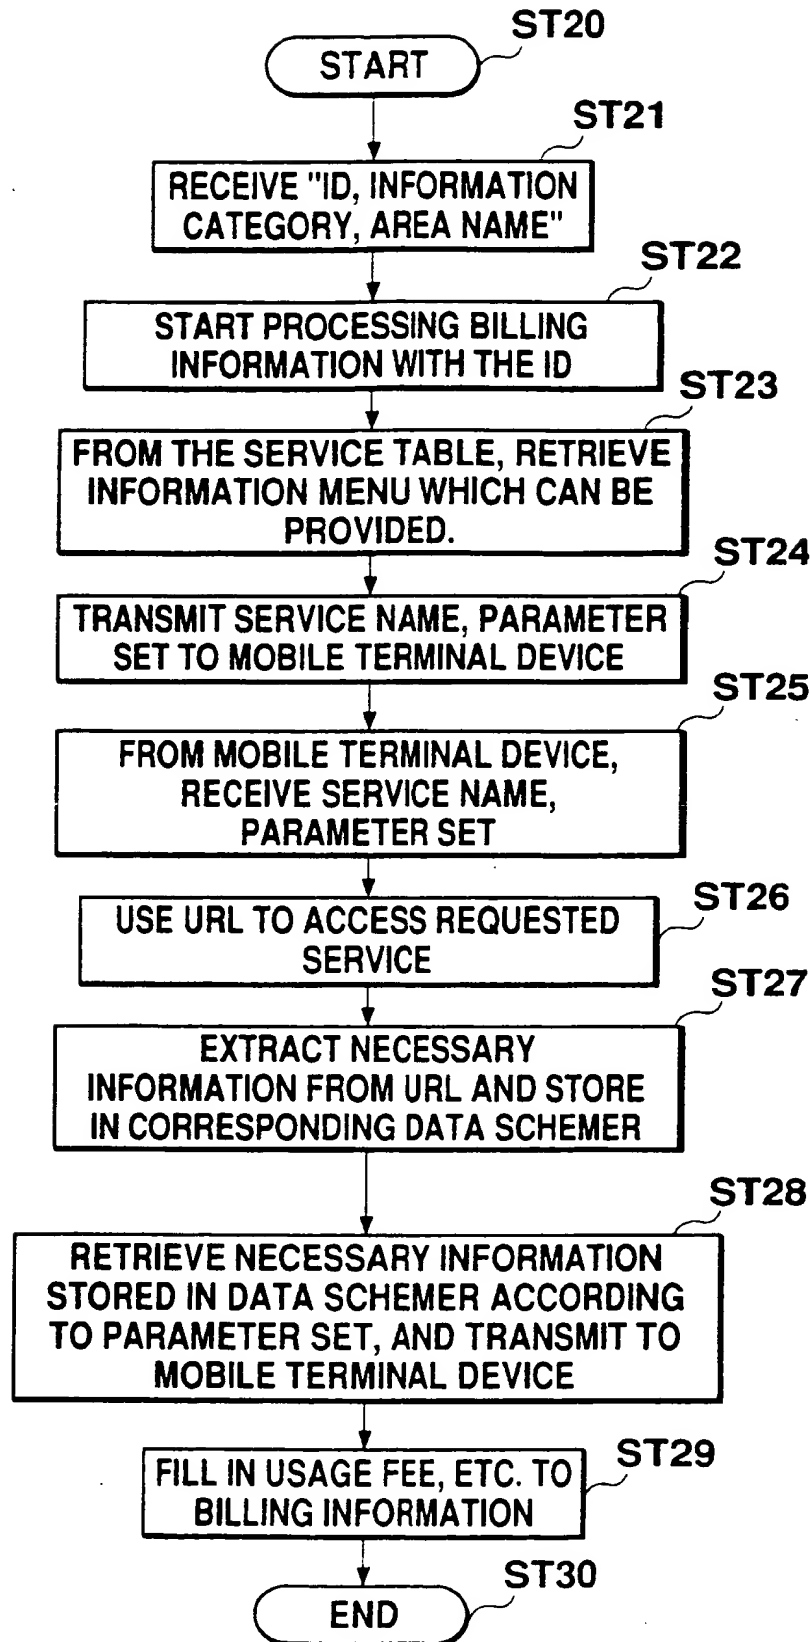 ST20
START
ST21
RECEIVE "ID, INFORMATION
CATEGORY, AREA NAME"
ST22
START PROCESSING BILLING
INFORMATION WITH THE ID
ST23
FROM THE SERVICE TABLE, RETRIEVE
INFORMATION MENU WHICH CAN BE
PROVIDED.
ST24
TRANSMIT SERVICE NAME, PARAMETER
SET TO MOBILE TERMINAL DEVICE
ST25
FROM MOBILE TERMINAL DEVICE,
RECEIVE SERVICE NAME,
PARAMETER SET
ST26
USE URL TO ACCESS REQUESTED
SERVICE
ST27
EXTRACT NECESSARY
INFORMATION FROM URL AND STORE
IN CORRESPONDING DATA SCHEMER
ST28
RETRIEVE NECESSARY INFORMATION
STORED IN DATA SCHEMER ACCORDING
TO PARAMETER SET, AND TRANSMIT TO
MOBILE TERMINAL DEVICE
ST29
FILL IN USAGE FEE, ETC. TO
BILLING INFORMATION
ST30
END